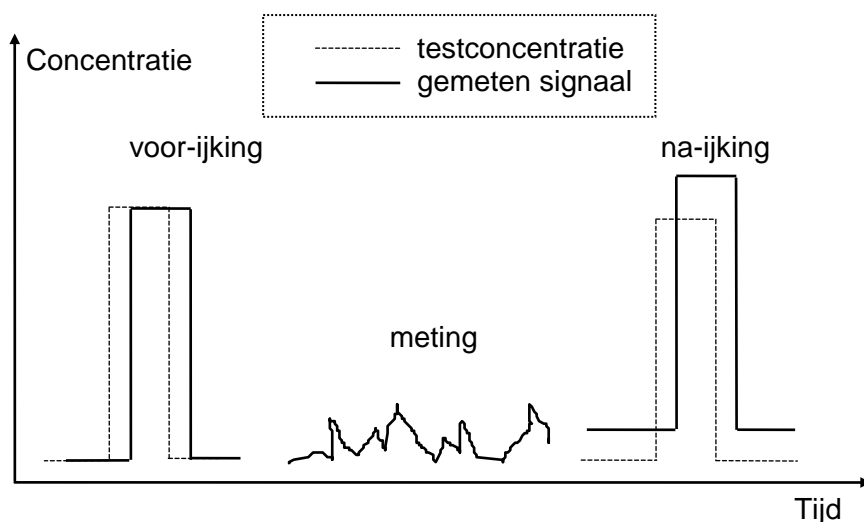 testconcentratie
gemeten signaal
Concentratie
voor-ijking
na-ijking
meting
Tijd